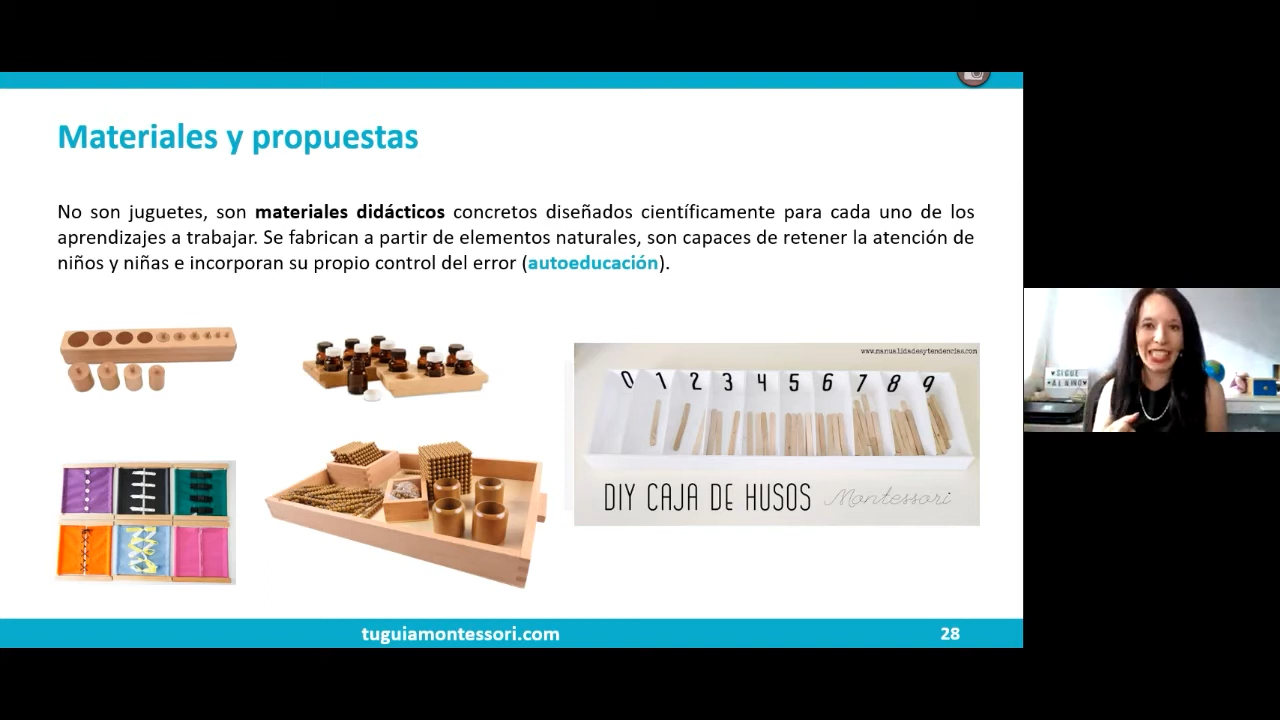 Materiales y propuestas
No son juguetes, son materiales didácticos concretos diseñados científicamente para cada uno de los
aprendizajes a trabajar. Se fabrican a partir de elementos naturales, son capaces de retener la atención de
niños y niñas e incorporan su propio control del error (autoeducación).
www.manualidadesytendencias.com
0 1 2 3 4 5 6 7 8 9
DIY CAJA DE HUSOS Montessori
SIGUE
AL NIÑO
tuguiamontessori.com
28